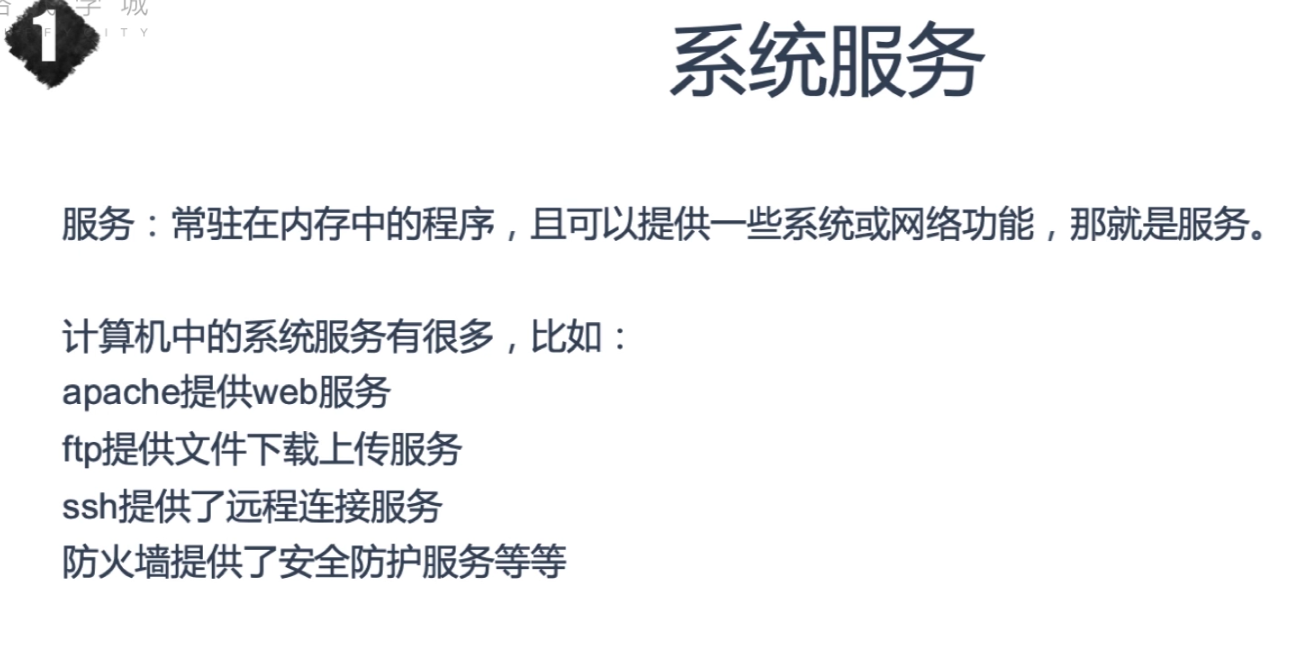 学 城
1
I T Y
系统服务
服务：常驻在内存中的程序，且可以提供一些系统或网络功能，那就是服务。
计算机中的系统服务有很多，比如：
apache提供web服务
ftp提供文件下载上传服务
ssh提供了远程连接服务
防火墙提供了安全防护服务等等